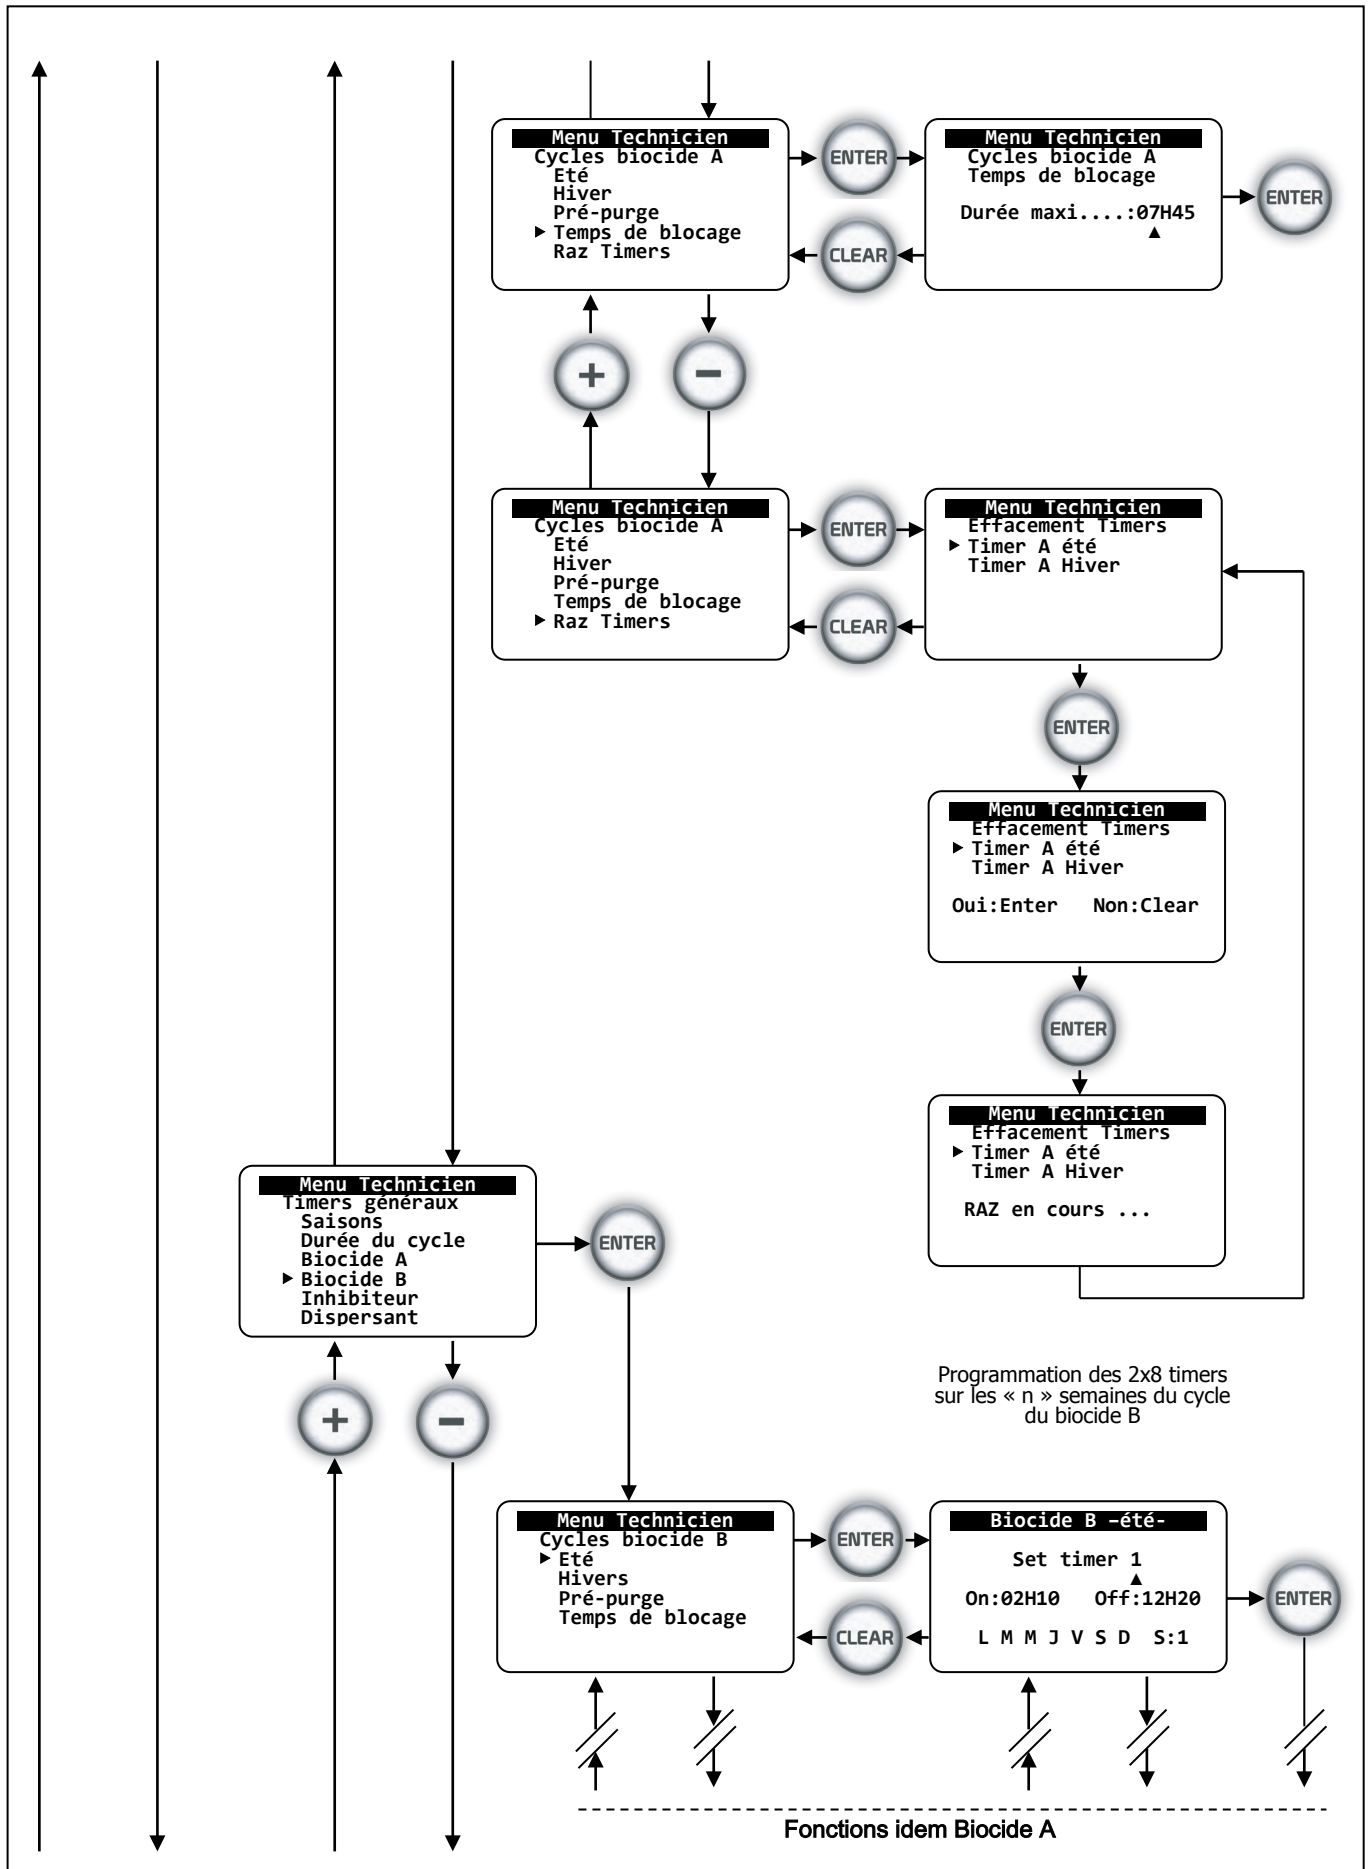 Menu Technicien
Cycles biocide A
Eté
Hiver
Pré-purge
► Temps de blocage
Raz Timers
ENTER
CLEAR
Menu Technicien
Cycles biocide A
Temps de blocage
Durée maxi....:07H45
▲
ENTER
+
−
Menu Technicien
Cycles biocide A
Eté
Hiver
Pré-purge
Temps de blocage
► Raz Timers
ENTER
CLEAR
Menu Technicien
Effacement Timers
► Timer A été
Timer A Hiver
ENTER
Menu Technicien
Effacement Timers
► Timer A été
Timer A Hiver
Oui:Enter Non:Clear
ENTER
Menu Technicien
Effacement Timers
► Timer A été
Timer A Hiver
RAZ en cours ...
Menu Technicien
Timers généraux
Saisons
Durée du cycle
Biocide A
► Biocide B
Inhibiteur
Dispersant
ENTER
+
−
Programmation des 2x8 timers
sur les « n » semaines du cycle
du biocide B
Menu Technicien
Cycles biocide B
► Eté
Hivers
Pré-purge
Temps de blocage
ENTER
CLEAR
Biocide B –été-
Set timer 1
▲
On:02H10 Off:12H20
L M M J V S D S:1
ENTER
Fonctions idem Biocide A